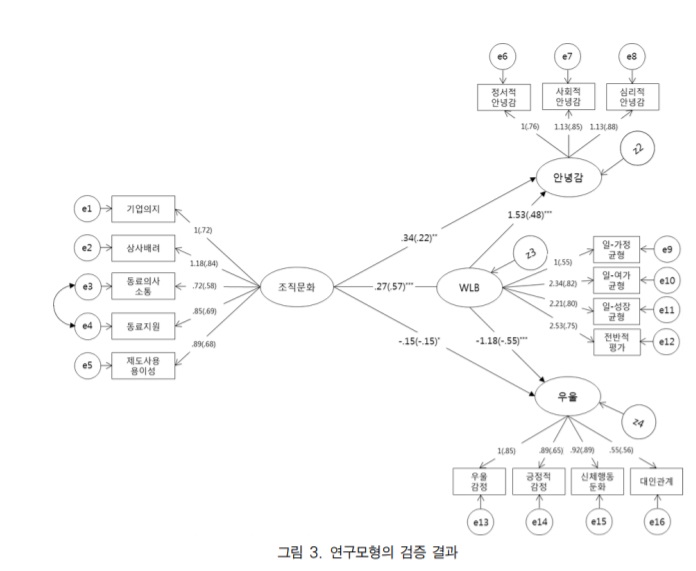 e6
e7
e8
정서적
안녕감
사회적
안녕감
심리적
안녕감
1(.76)
1.13(.85)
1.13(.88)
z2
안녕감
e1
기업의지
1(.72)
.34(.22)**
1.53(.48)***
e2
상사배려
1.18(.84)
z3
일-가정
균형
e9
1(.55)
e3
동료의사
소통
.72(.58)
조직문화
.27(.57)***
WLB
2.34(.82)
일-여가
균형
e10
e4
동료지원
.85(.69)
2.21(.80)
일-성장
균형
e11
e5
제도사용
용이성
.89(.68)
-.15(-.15)*
-1.18(-.55)***
2.53(.75)
전반적
평가
e12
우울
z4
1(.85)
.89(.65)
.92(.89)
.55(.56)
우울
감정
긍정적
감정
신체행동
둔화
대인관계
e13
e14
e15
e16
그림 3. 연구모형의 검증 결과